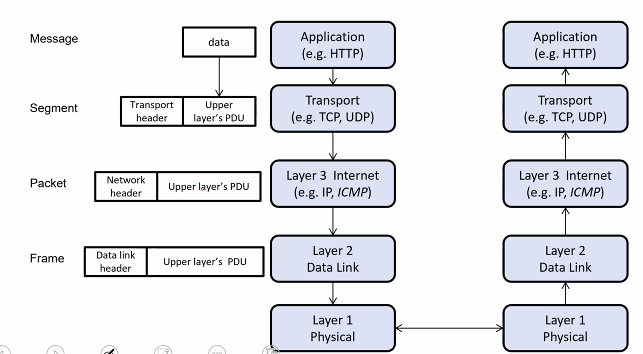 Message
data
Application
(e.g. HTTP)
Application
(e.g. HTTP)
Segment
Transport
header
Upper
layer's PDU
Transport
(e.g. TCP, UDP)
Transport
(e.g. TCP, UDP)
Packet
Network
header
Upper layer's PDU
Layer 3 Internet
(e.g. IP, ICMP)
Layer 3 Internet
(e.g. IP, ICMP)
Frame
Data link
header
Upper layer's PDU
Layer 2
Data Link
Layer 2
Data Link
Layer 1
Physical
Layer 1
Physical